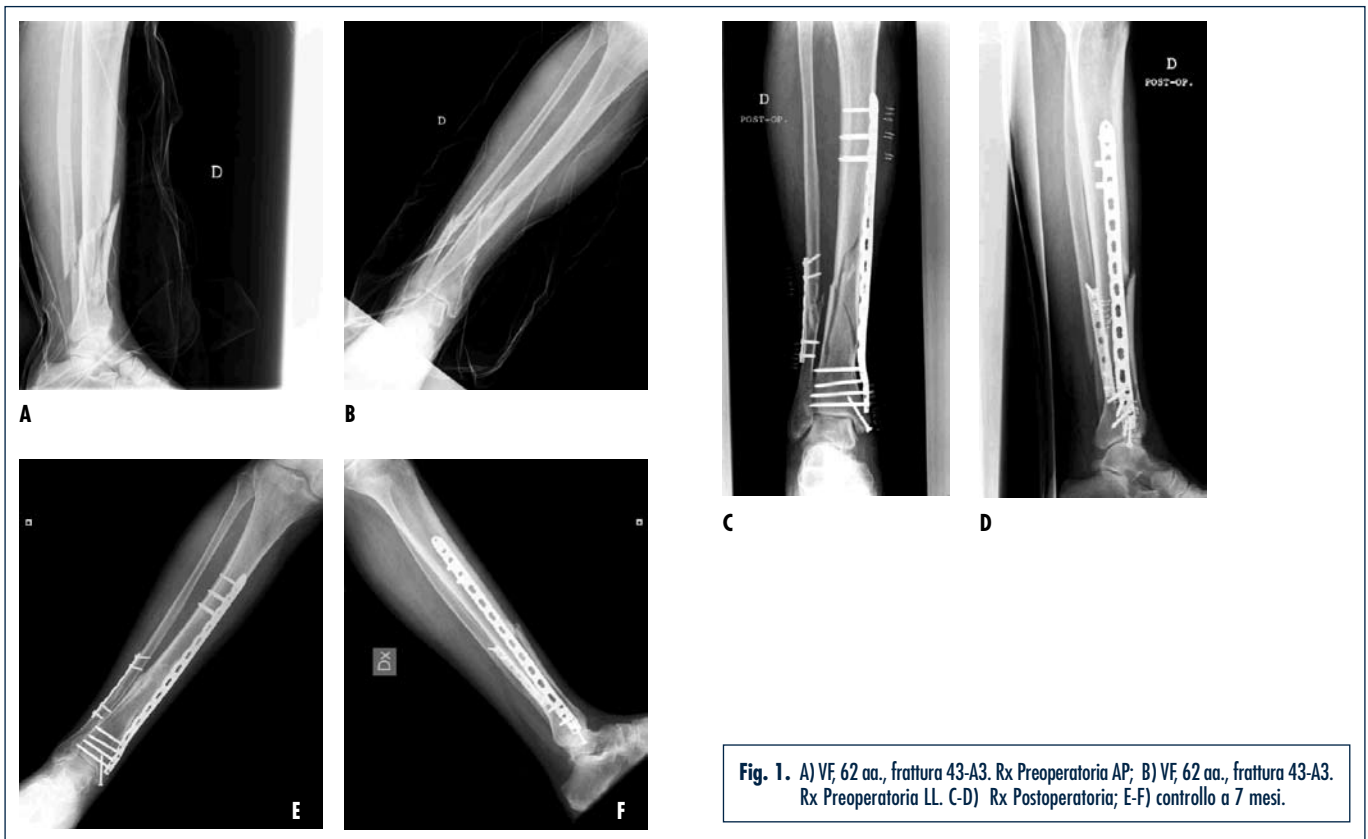 D
D
A
B
D
POST-OP.
D
POST-OP.
C
D
E
Dx
F
Fig. 1. A) VF, 62 aa., frattura 43-A3. Rx Preoperatoria AP; B) VF, 62 aa., frattura 43-A3.
Rx Preoperatoria LL. C-D) Rx Postoperatoria; E-F) controllo a 7 mesi.